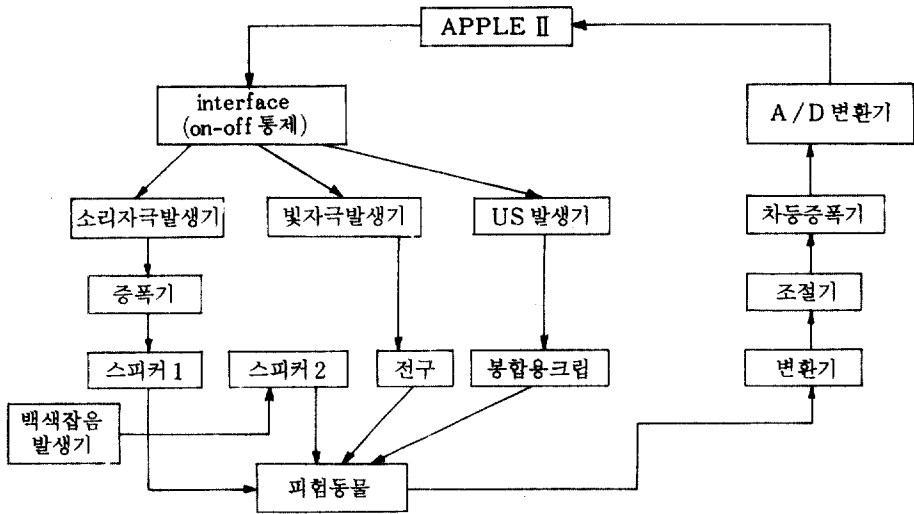 APPLE Ⅱ
interface
(on-off 통제)
A/D 변환기
소리자극발생기
빛자극발생기
US 발생기
차등증폭기
증폭기
조절기
스피커 1
스피커 2
전구
봉합용크립
변환기
백색잡음
발생기
피험동물